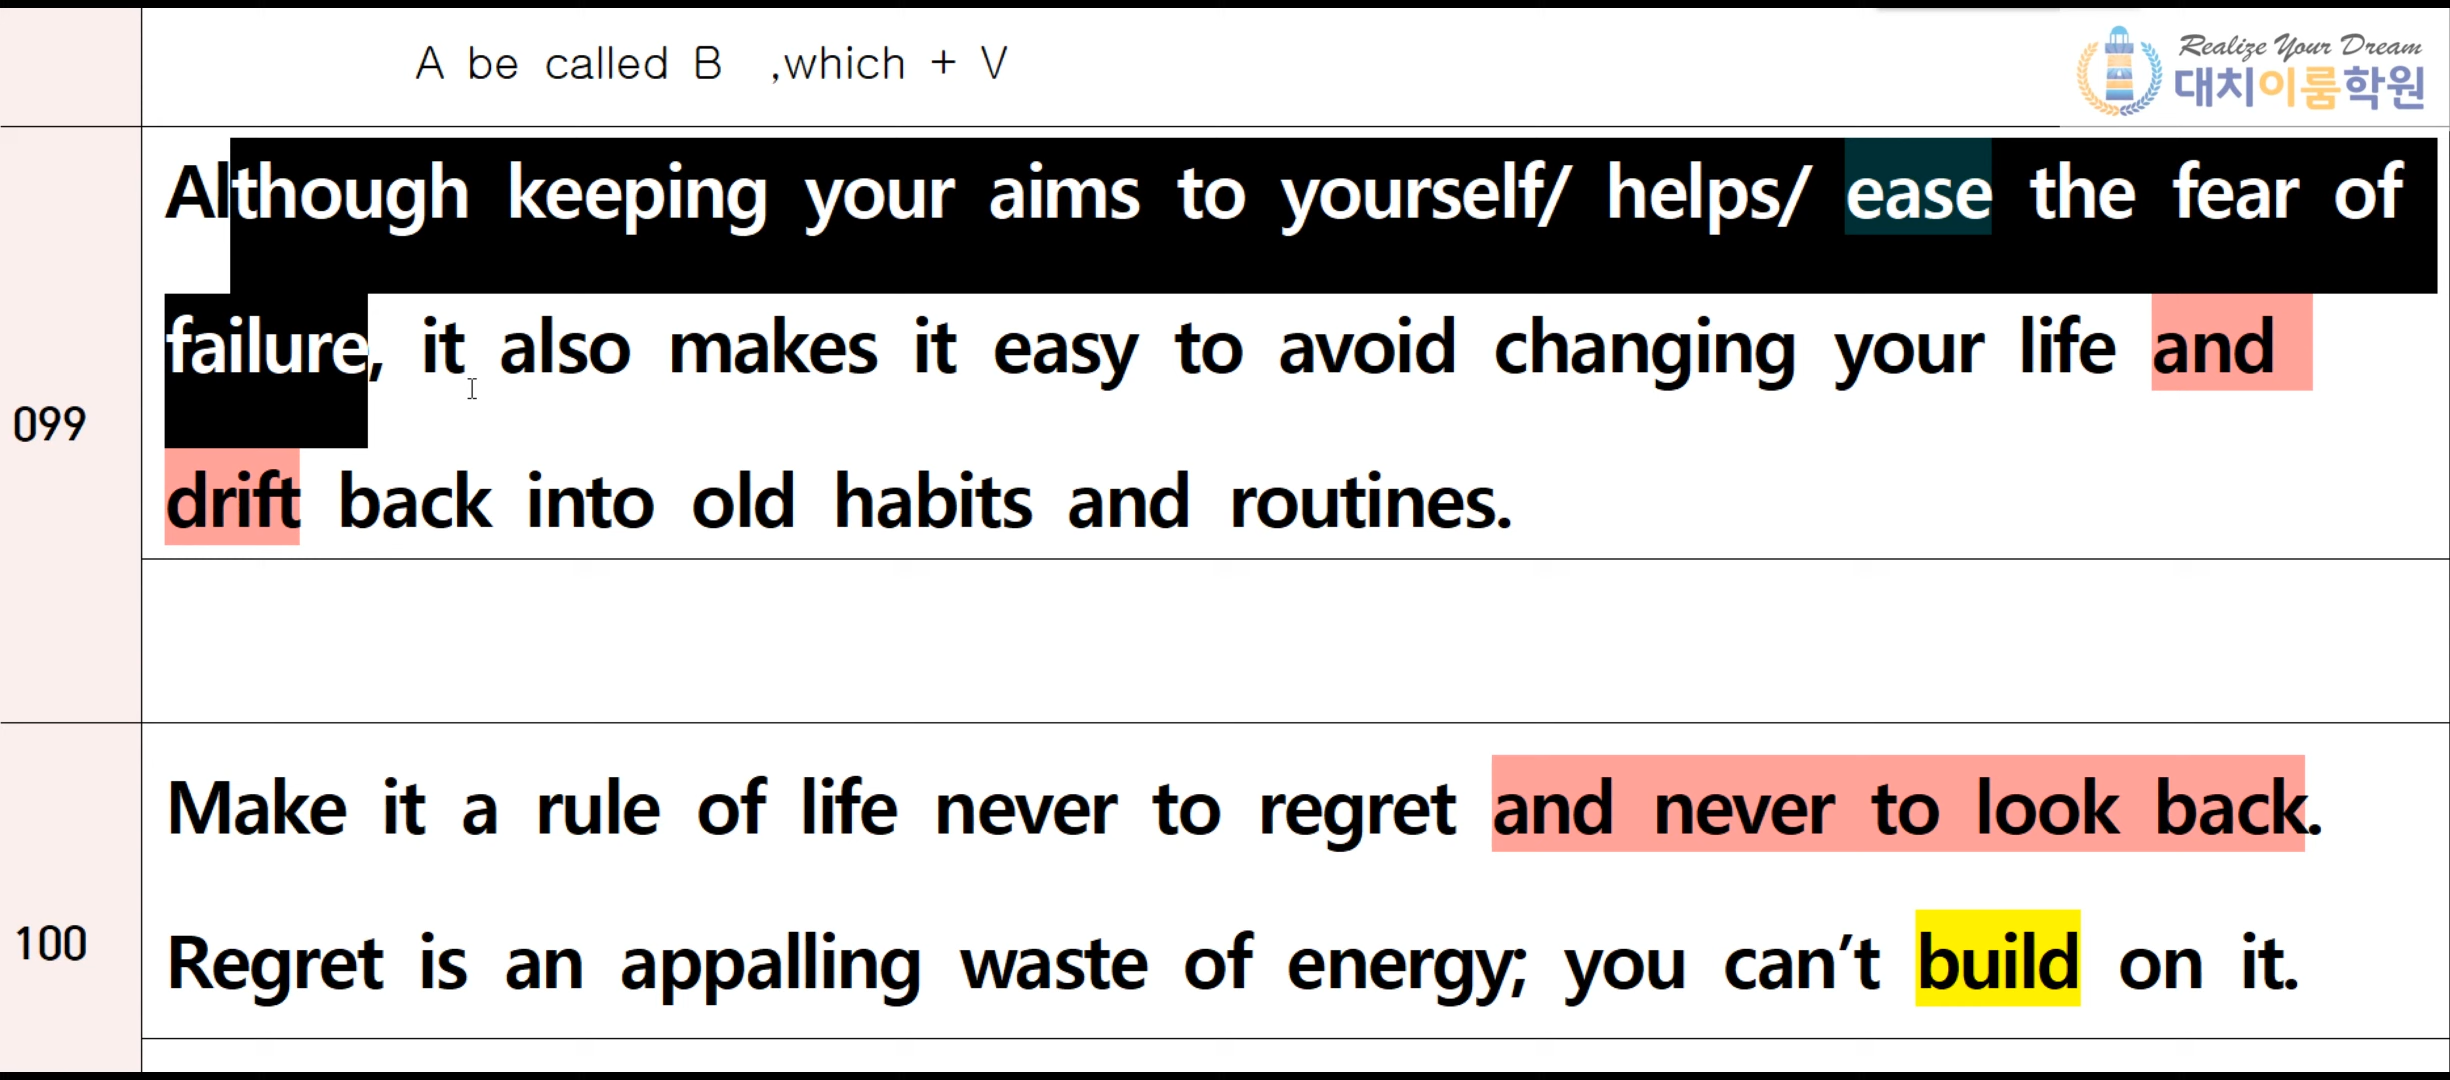 A be called B ,which + V
Realize Your Dream
대치이룸학원
Although keeping your aims to yourself/ helps/ ease the fear of
failure, it also makes it easy to avoid changing your life and
099
drift back into old habits and routines.
Make it a rule of life never to regret and never to look back.
100
Regret is an appalling waste of energy; you can’t build on it.